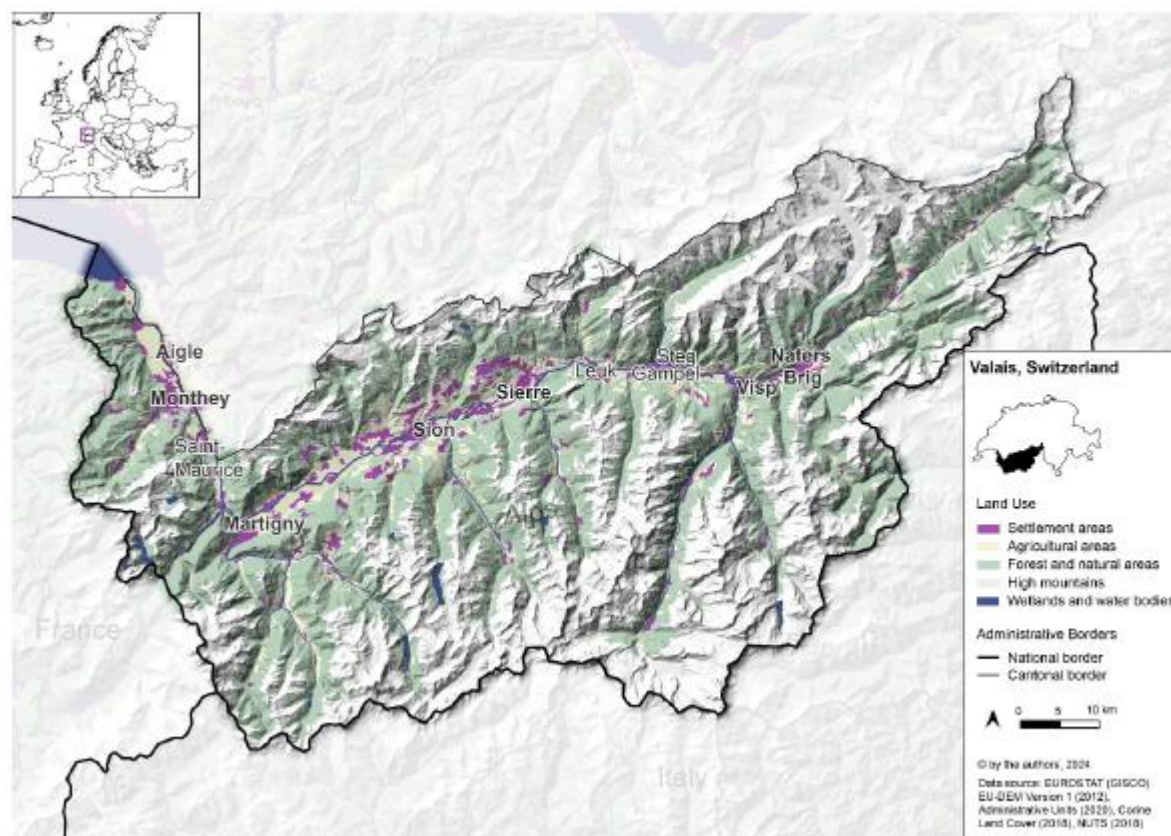 Aigle
Monthey
Saint-
Maurice
Martigny
Sion
Sierre
Leuk
Steg
Gampel
Visp
Naters
Brig
France
Italy
Valais, Switzerland
Land Use
Settlement areas
Agricultural areas
Forest and natural areas
High mountains
Wetlands and water bodies
Administrative Borders
National border
Cantonal border
0 5 10 km
© by the authors, 2024
Data source: EUROSTAT (GISCO)
EU-DEM Version 1 (2012),
Administrative Units (2020), Corine
Land Cover (2018), NUTS (2018)